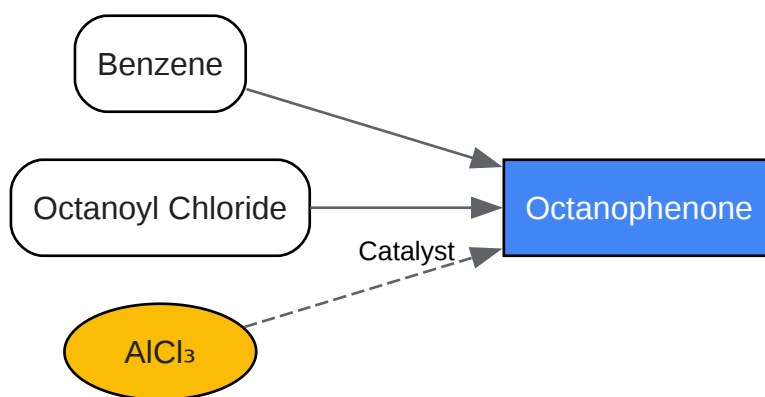 Benzene
Octanoyl Chloride
Octanophenone
Catalyst
AlCl₃